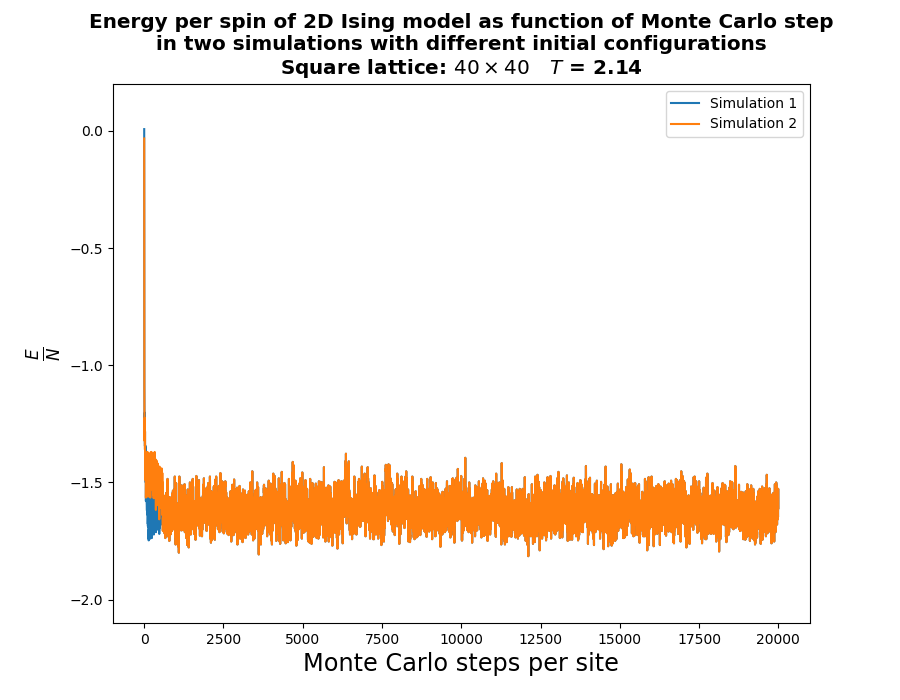 Energy per spin of 2D Ising model as function of Monte Carlo step
in two simulations with different initial configurations
Square lattice: 40 × 40 T = 2.14
Simulation 1
Simulation 2
0.0
−0.5
−1.0
−1.5
−2.0
E
N
0 2500 5000 7500 10000 12500 15000 17500 20000
Monte Carlo steps per site